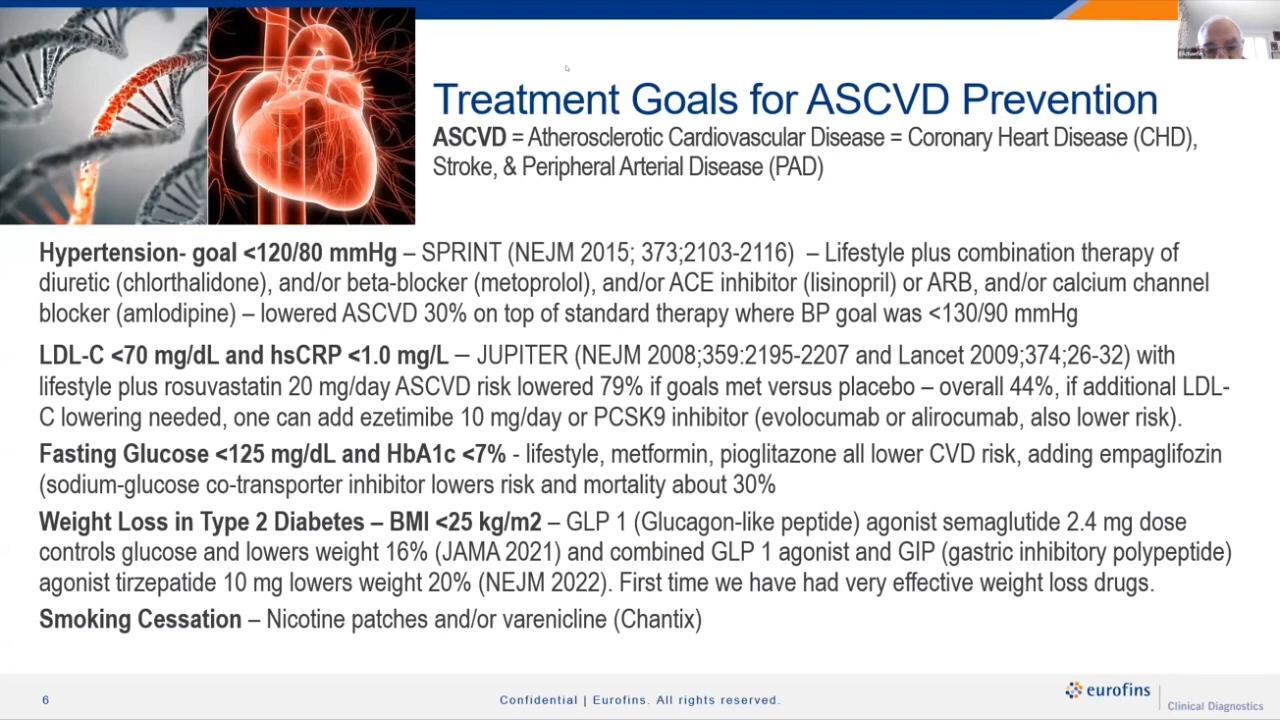 Treatment Goals for ASCVD Prevention
ASCVD = Atherosclerotic Cardiovascular Disease = Coronary Heart Disease (CHD),
Stroke, & Peripheral Arterial Disease (PAD)
Hypertension- goal <120/80 mmHg – SPRINT (NEJM 2015; 373;2103-2116) – Lifestyle plus combination therapy of
diuretic (chlorthalidone), and/or beta-blocker (metoprolol), and/or ACE inhibitor (lisinopril) or ARB, and/or calcium channel
blocker (amlodipine) – lowered ASCVD 30% on top of standard therapy where BP goal was <130/90 mmHg
LDL-C <70 mg/dL and hsCRP <1.0 mg/L – JUPITER (NEJM 2008;359:2195-2207 and Lancet 2009;374;26-32) with
lifestyle plus rosuvastatin 20 mg/day ASCVD risk lowered 79% if goals met versus placebo – overall 44%, if additional LDL-
C lowering needed, one can add ezetimibe 10 mg/day or PCSK9 inhibitor (evolocumab or alirocumab, also lower risk).
Fasting Glucose <125 mg/dL and HbA1c <7% - lifestyle, metformin, pioglitazone all lower CVD risk, adding empaglifozin
(sodium-glucose co-transporter inhibitor lowers risk and mortality about 30%
Weight Loss in Type 2 Diabetes – BMI <25 kg/m2 – GLP 1 (Glucagon-like peptide) agonist semaglutide 2.4 mg dose
controls glucose and lowers weight 16% (JAMA 2021) and combined GLP 1 agonist and GIP (gastric inhibitory polypeptide)
agonist tirzepatide 10 mg lowers weight 20% (NEJM 2022). First time we have had very effective weight loss drugs.
Smoking Cessation – Nicotine patches and/or varenicline (Chantix)
6
Confidential | Eurofins. All rights reserved.
eurofins
Clinical Diagnostics